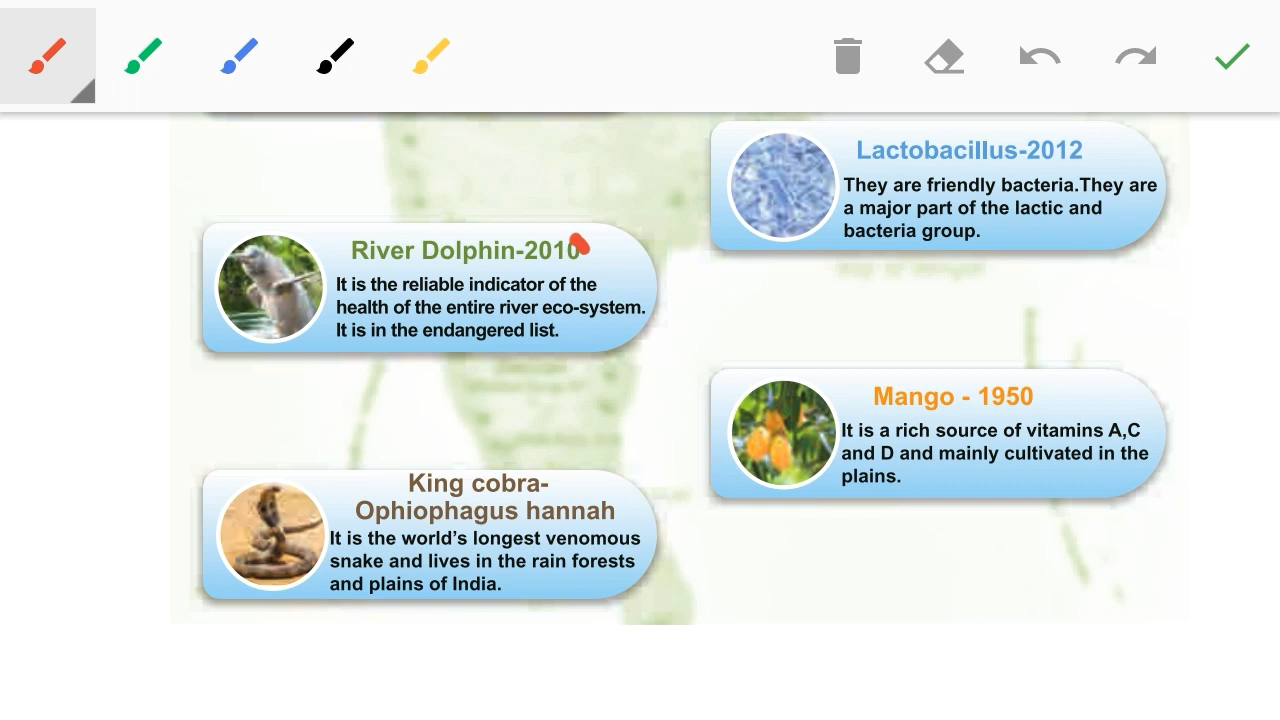 Lactobacillus-2012
They are friendly bacteria.They are
a major part of the lactic and
bacteria group.
River Dolphin-2010
It is the reliable indicator of the
health of the entire river eco-system.
It is in the endangered list.
Mango - 1950
It is a rich source of vitamins A,C
and D and mainly cultivated in the
plains.
King cobra-
Ophiophagus hannah
It is the world’s longest venomous
snake and lives in the rain forests
and plains of India.